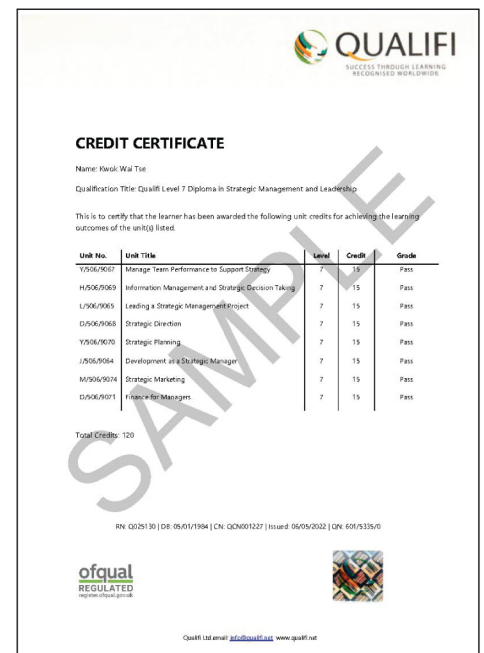 QUALIFI
SUCCESS THROUGH LEARNING
RECOGNISED WORLDWIDE
CREDIT CERTIFICATE
Name: Kwok Wai Tse
Qualification Title: Qualifi Level 7 Diploma in Strategic Management and Leadership
This is to certify that the learner has been awarded the following unit credits for achieving the learning
outcomes of the unit(s) listed.
Unit No. Unit Title Level Credit Grade
Y/506/9067 Manage Team Performance to Support Strategy 7 15 Pass
H/506/9069 Information Management and Strategic Decision Taking 7 15 Pass
L/506/9065 Leading a Strategic Management Project 7 15 Pass
D/506/9068 Strategic Direction 7 15 Pass
Y/506/9070 Strategic Planning 7 15 Pass
J/506/9064 Development as a Strategic Manager 7 15 Pass
M/506/9074 Strategic Marketing 7 15 Pass
D/506/9071 Finance for Managers 7 15 Pass
Total Credits: 120
SAMPLE
RN: Q025130 | DB: 05/01/1984 | CN: QCN001227 | Issued: 06/05/2022 | QN: 601/5335/0
ofqual
REGULATED
register.ofqual.gov.uk
Qualifi Ltd email: info@qualifi.net www.qualifi.net